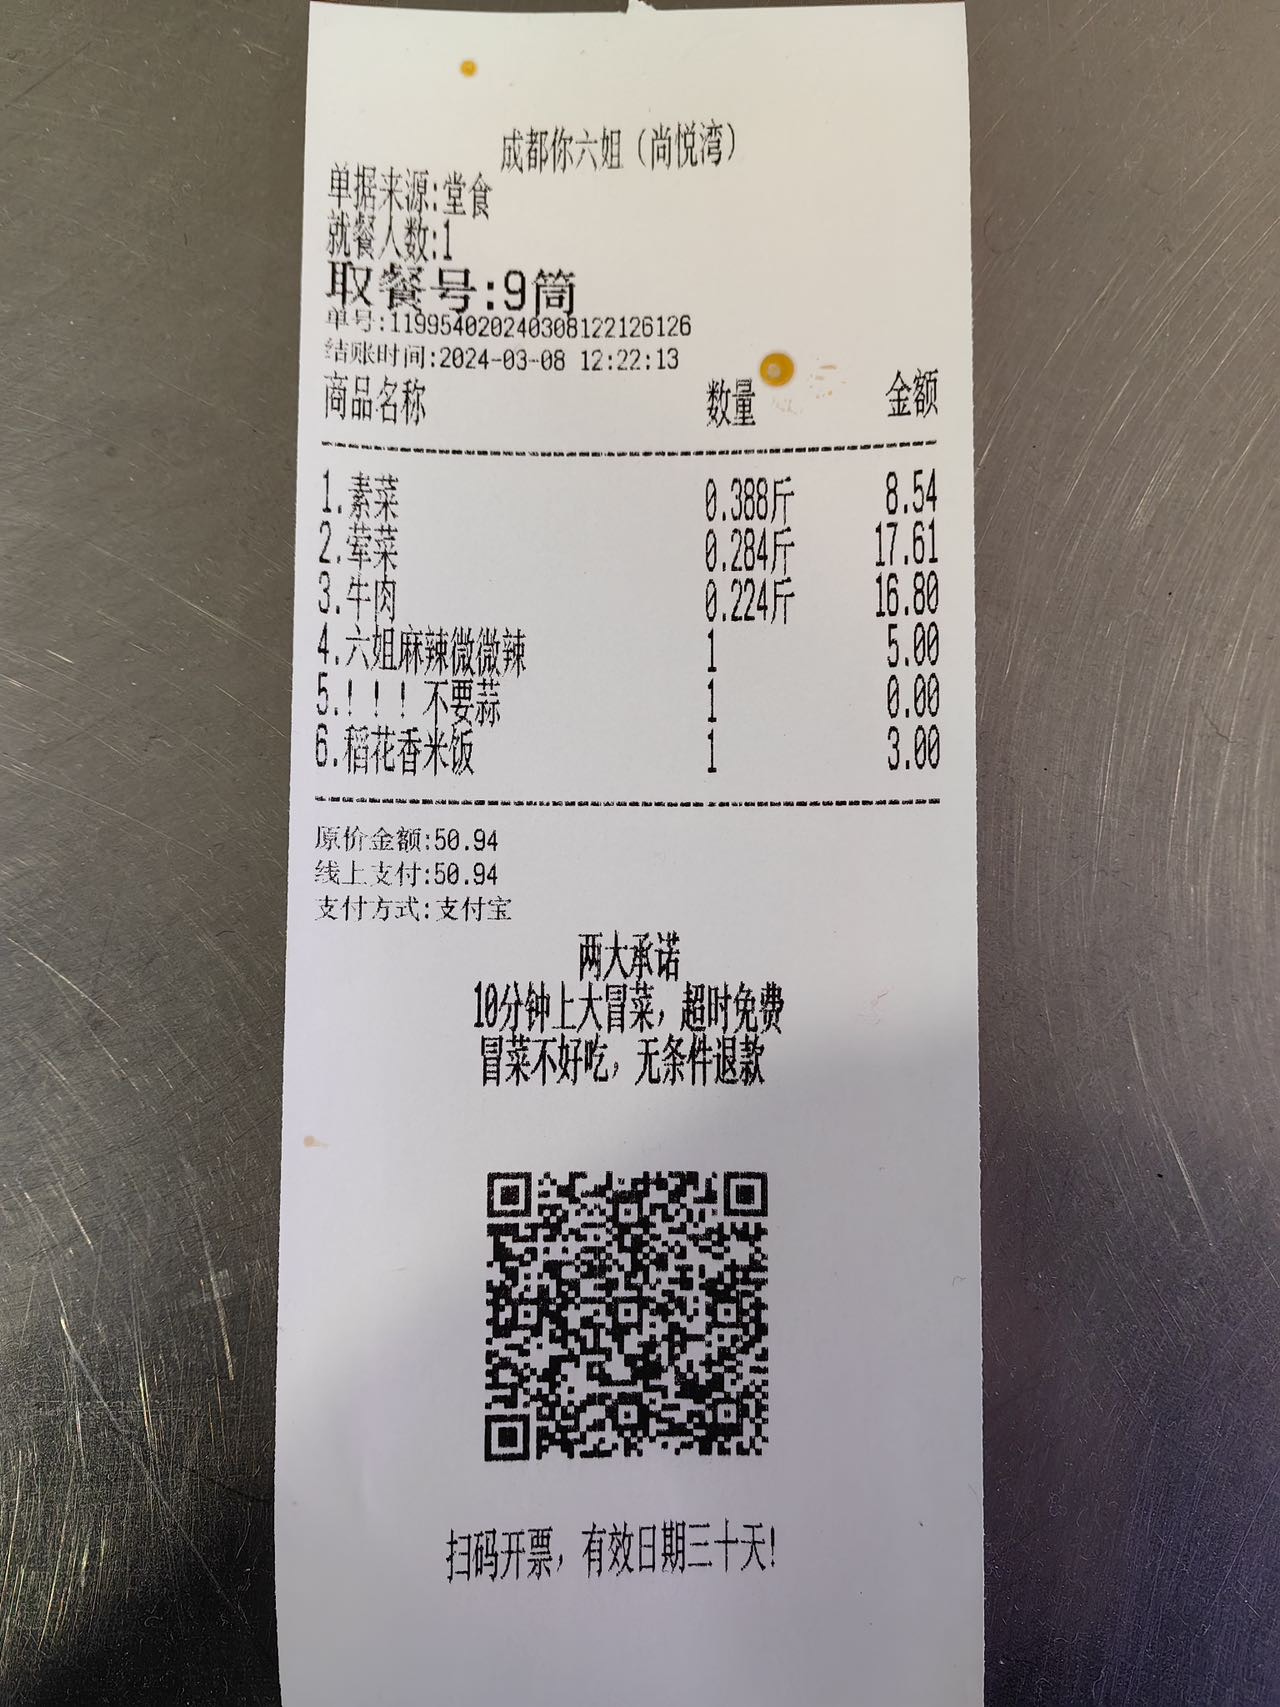 成都你六姐（尚悦湾）
单据来源:堂食
就餐人数:1
取餐号:9筒
单号:119954020240308122126126
结账时间:2024-03-08 12:22:13
商品名称 数量 金额
1.素菜 0.388斤 8.54
2.荤菜 0.284斤 17.61
3.牛肉 0.224斤 16.80
4.六姐麻辣微微辣 1 5.00
5.！！！不要蒜 1 0.00
6.稻花香米饭 1 3.00
原价金额:50.94
线上支付:50.94
支付方式:支付宝
两大承诺
10分钟上大冒菜，超时免费
冒菜不好吃，无条件退款
扫码开票，有效日期三十天!